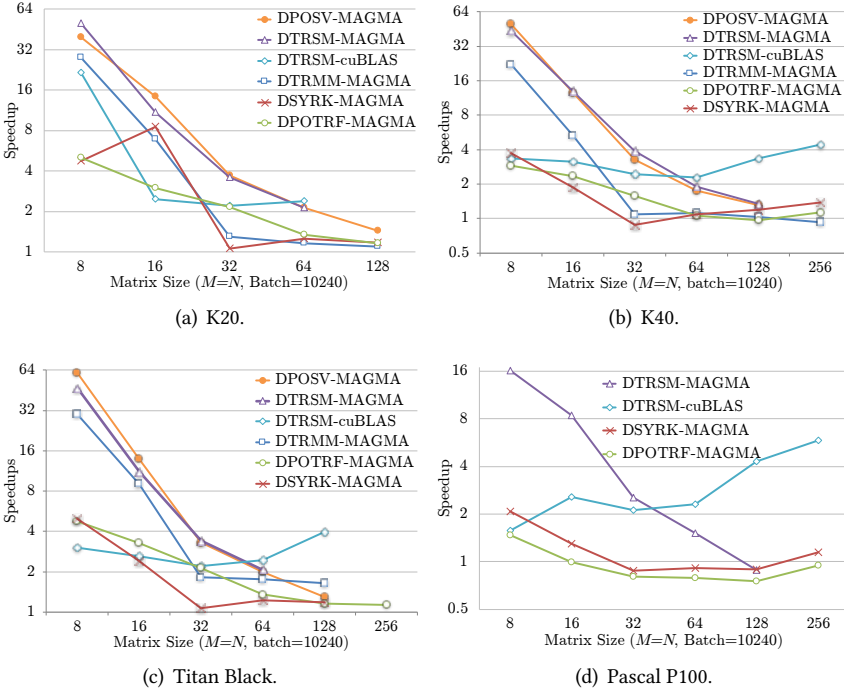 64
32
16
8
4
2
1
Speedup
DPOSV-MAGMA
DTRSM-MAGMA
DTRSM-cuBLAS
DTRMM-MAGMA
DSYRK-MAGMA
DPOTRF-MAGMA
8 16 32 64 128
Matrix Size (M=N, Batch=10240)
(a) K20.
64
32
16
8
4
2
1
0.5
Speedups
DPOSV-MAGMA
DTRSM-MAGMA
DTRSM-cuBLAS
DTRMM-MAGMA
DPOTRF-MAGMA
DSYRK-MAGMA
8 16 32 64 128 256
Matrix Size (M=N, Batch=10240)
(b) K40.
64
32
16
8
4
2
1
Speedups
DPOSV-MAGMA
DTRSM-MAGMA
DTRSM-cuBLAS
DTRMM-MAGMA
DPOTRF-MAGMA
DSYRK-MAGMA
8 16 32 64 128 256
Matrix Size (M=N, batch=10240)
(c) Titan Black.
16
8
4
2
1
0.5
Speedup
DTRSM-MAGMA
DTRSM-cuBLAS
DSYRK-MAGMA
DPOTRF-MAGMA
8 16 32 64 128 256
Matrix Size (M=N, Batch=10240)
(d) Pascal P100.